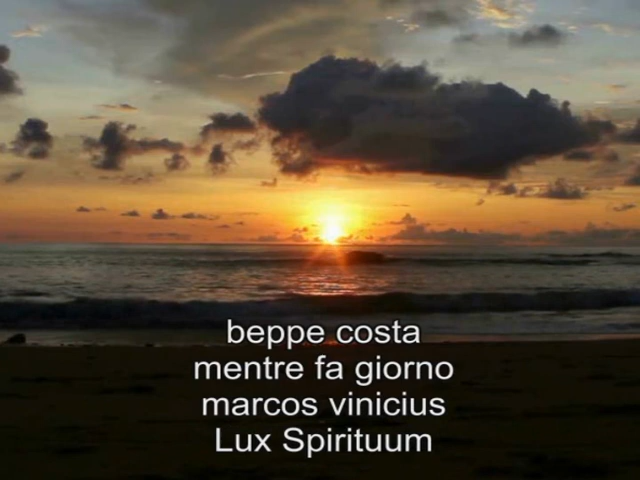 beppe costa
mentre fa giorno
marcos vinicius
Lux Spirituum